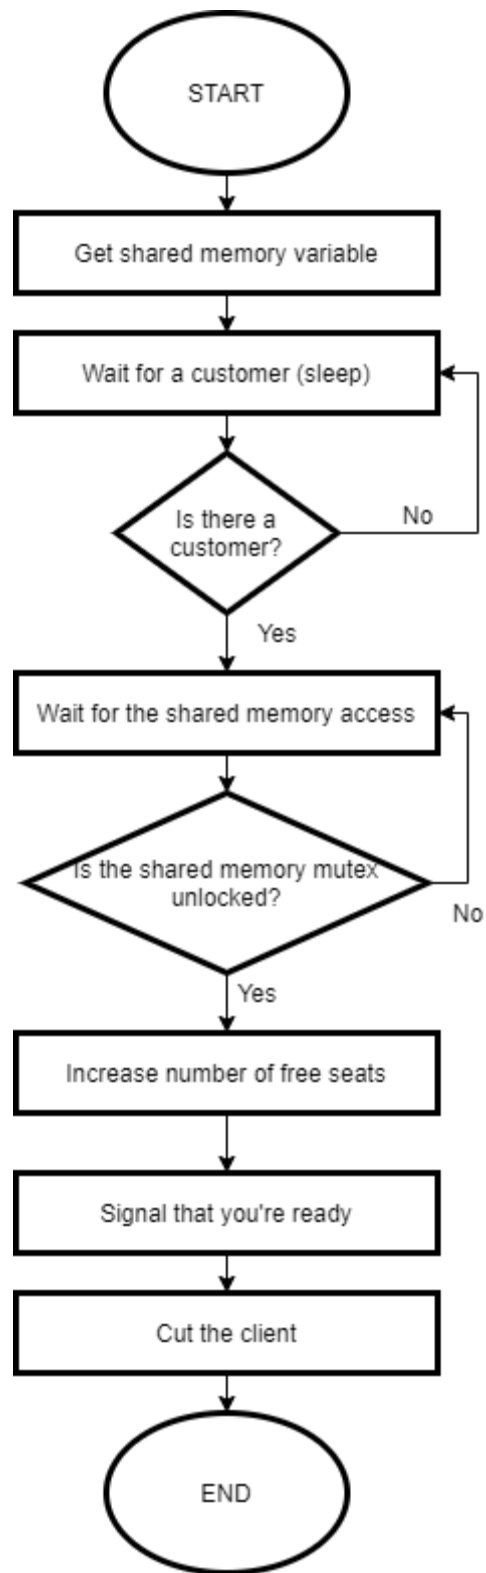 START
Get shared memory variable
Wait for a customer (sleep)
Is there a
customer?
No
Yes
Wait for the shared memory access
Is the shared memory mutex
unlocked?
No
Yes
Increase number of free seats
Signal that you're ready
Cut the client
END